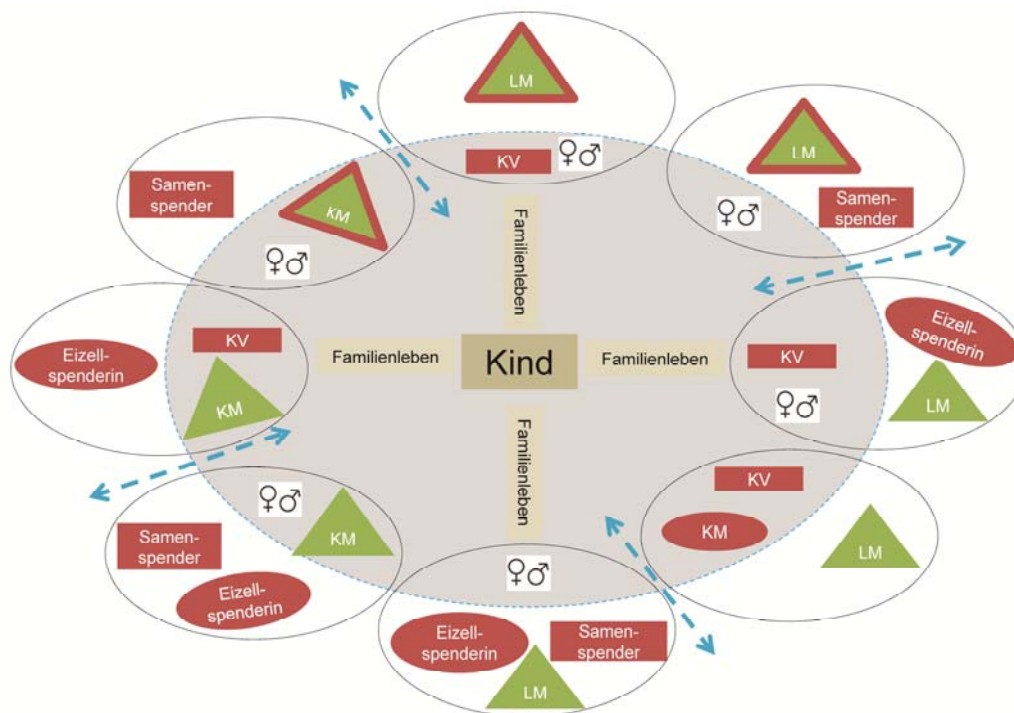 LM
KV
♀♂
LM
Samen-
spender
♀♂
Samen-
spender
KM
♀♂
Familienleben
Eizell-
spenderin
KV
KM
Familienleben
Kind
Familienleben
KV
♀♂
Eizell-
spenderin
LM
Familienleben
♀♂
Samen-
spender
KM
Eizell-
spenderin
KV
KM
LM
♀♂
Eizell-
spenderin
Samen-
spender
LM